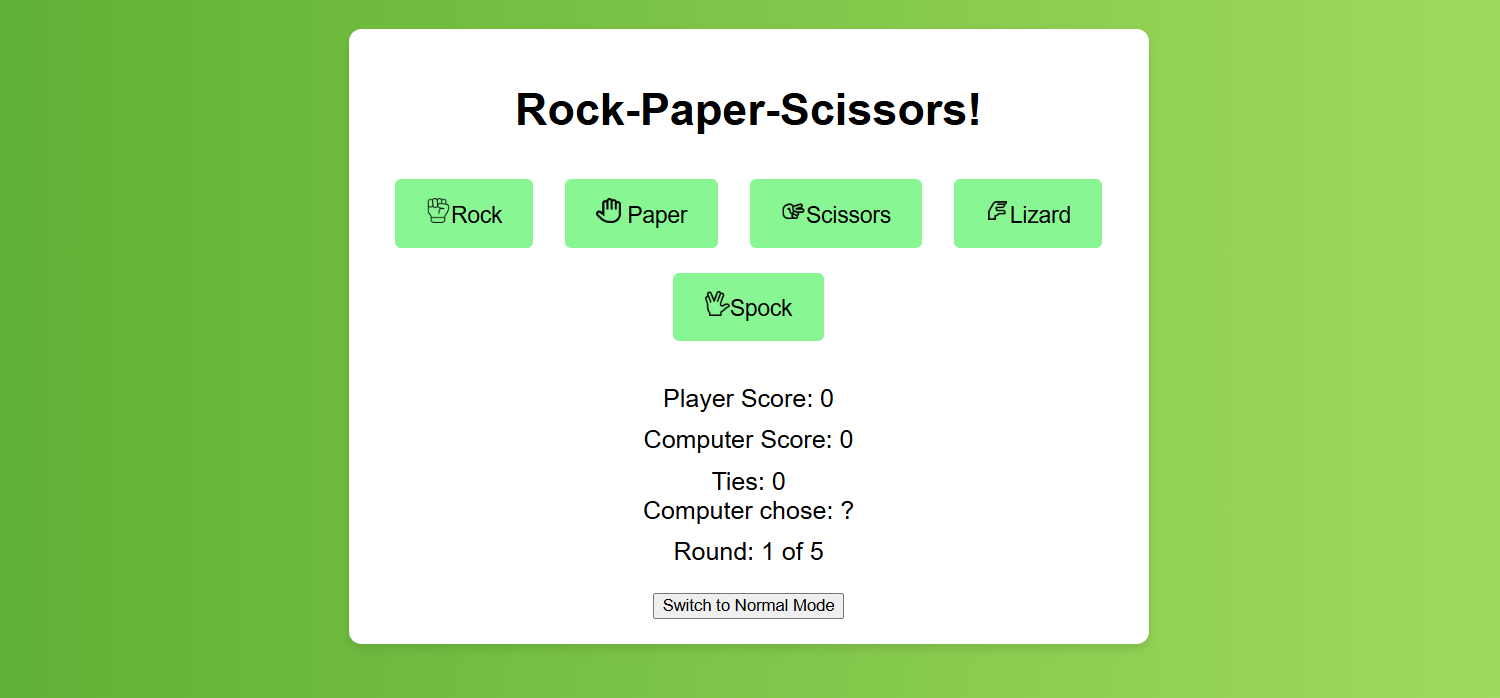 Rock-Paper-Scissors!
Rock Paper Scissors Lizard
Spock
Player Score: 0
Computer Score: 0
Ties: 0
Computer chose: ?
Round: 1 of 5
Switch to Normal Mode